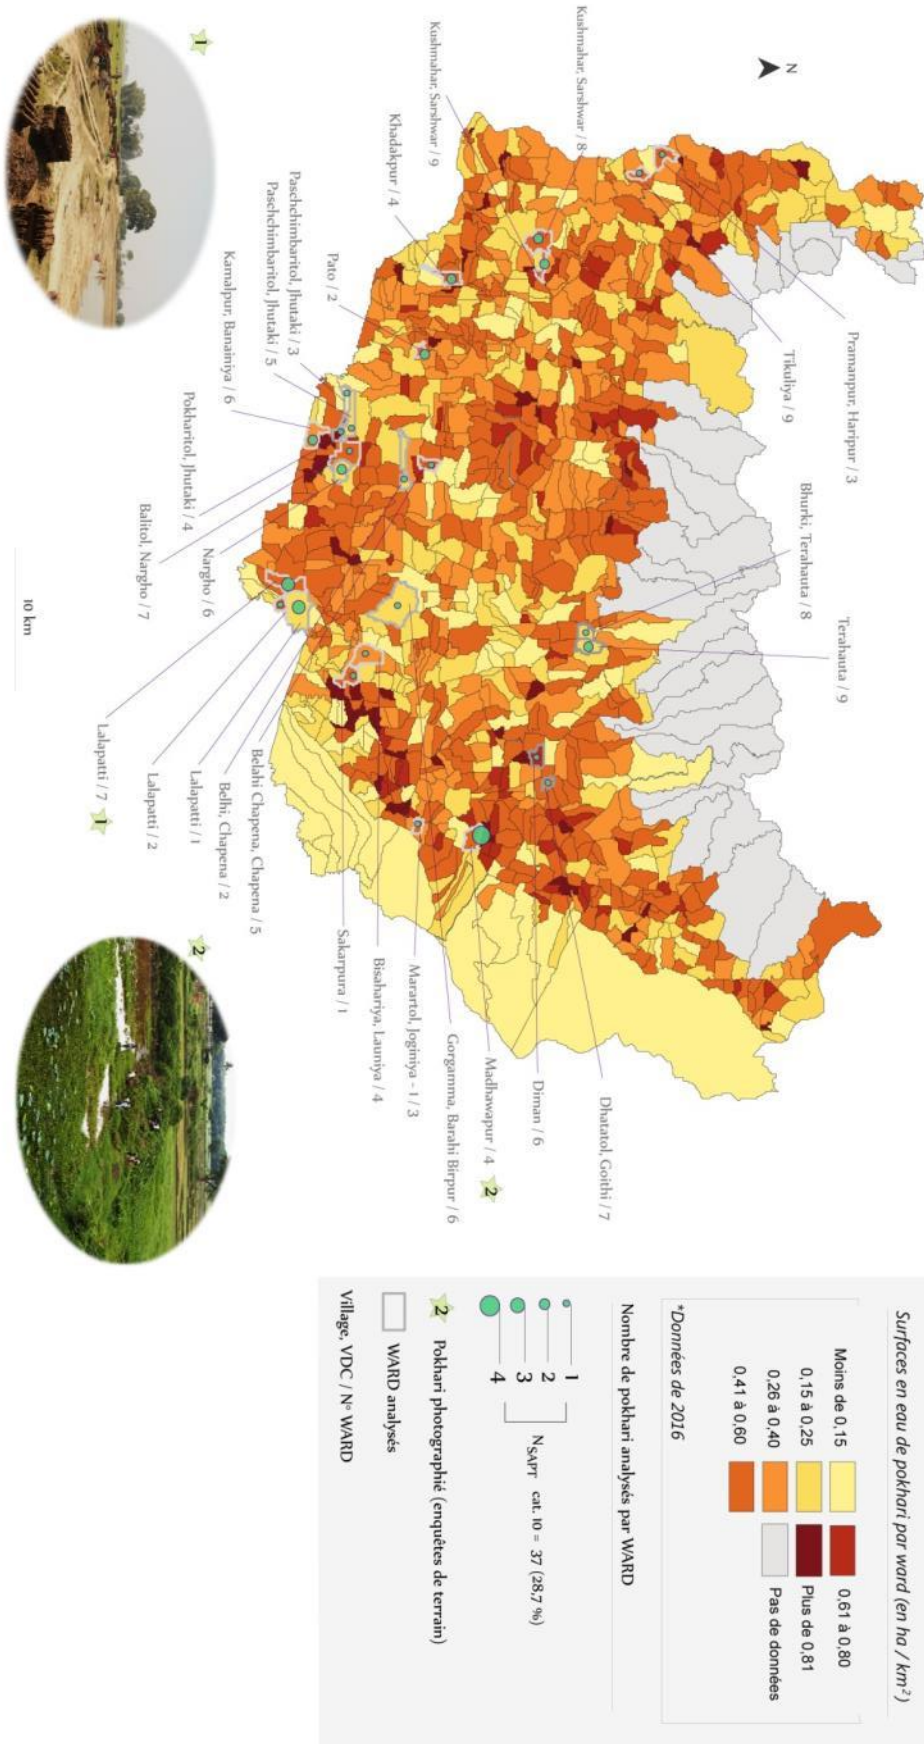 N
Kushmahar, Sarshwar / 9
Kushmahar, Sarshwar / 8
Khadakpur / 4
Paschchimbaritol, Jhutaki / 3
Paschchimbaritol, Jhutaki / 5
Pato / 2
Kamalpur, Banainiya / 6
Pokharitol, Jhutaki / 4
Balitol, Nargho / 7
Nargho / 6
Pramanpur, Haripur / 3
Tikuliya / 9
Bhurki, Terahauta / 8
Terahauta / 9
10 km
Lalapatti / 7
1
Lalapatti / 2
Lalapatti / 1
Belhi, Chapena / 2
Belahi Chapena, Chapena / 5
Sakarpura / 1
Bisahariya, Launiya / 4
Marartol, Joginiya - 1 / 3
Gorgamma, Barahi Birpur / 6
Madhawapur / 4
2
Diman / 6
Dhatatol, Goithi / 7
1
2
Surfaces en eau de pokhari par ward (en ha / km²)
Moins de 0,15
0,15 à 0,25
0,26 à 0,40
0,41 à 0,60
0,61 à 0,80
Plus de 0,81
Pas de données
*Données de 2016
Nombre de pokhari analysés par WARD
1
2
3
4
NSAPT cat. 10 = 37 (28,7 %)
2 Pokhari photographié (enquêtes de terrain)
WARD analysés
Village, VDC / N° WARD